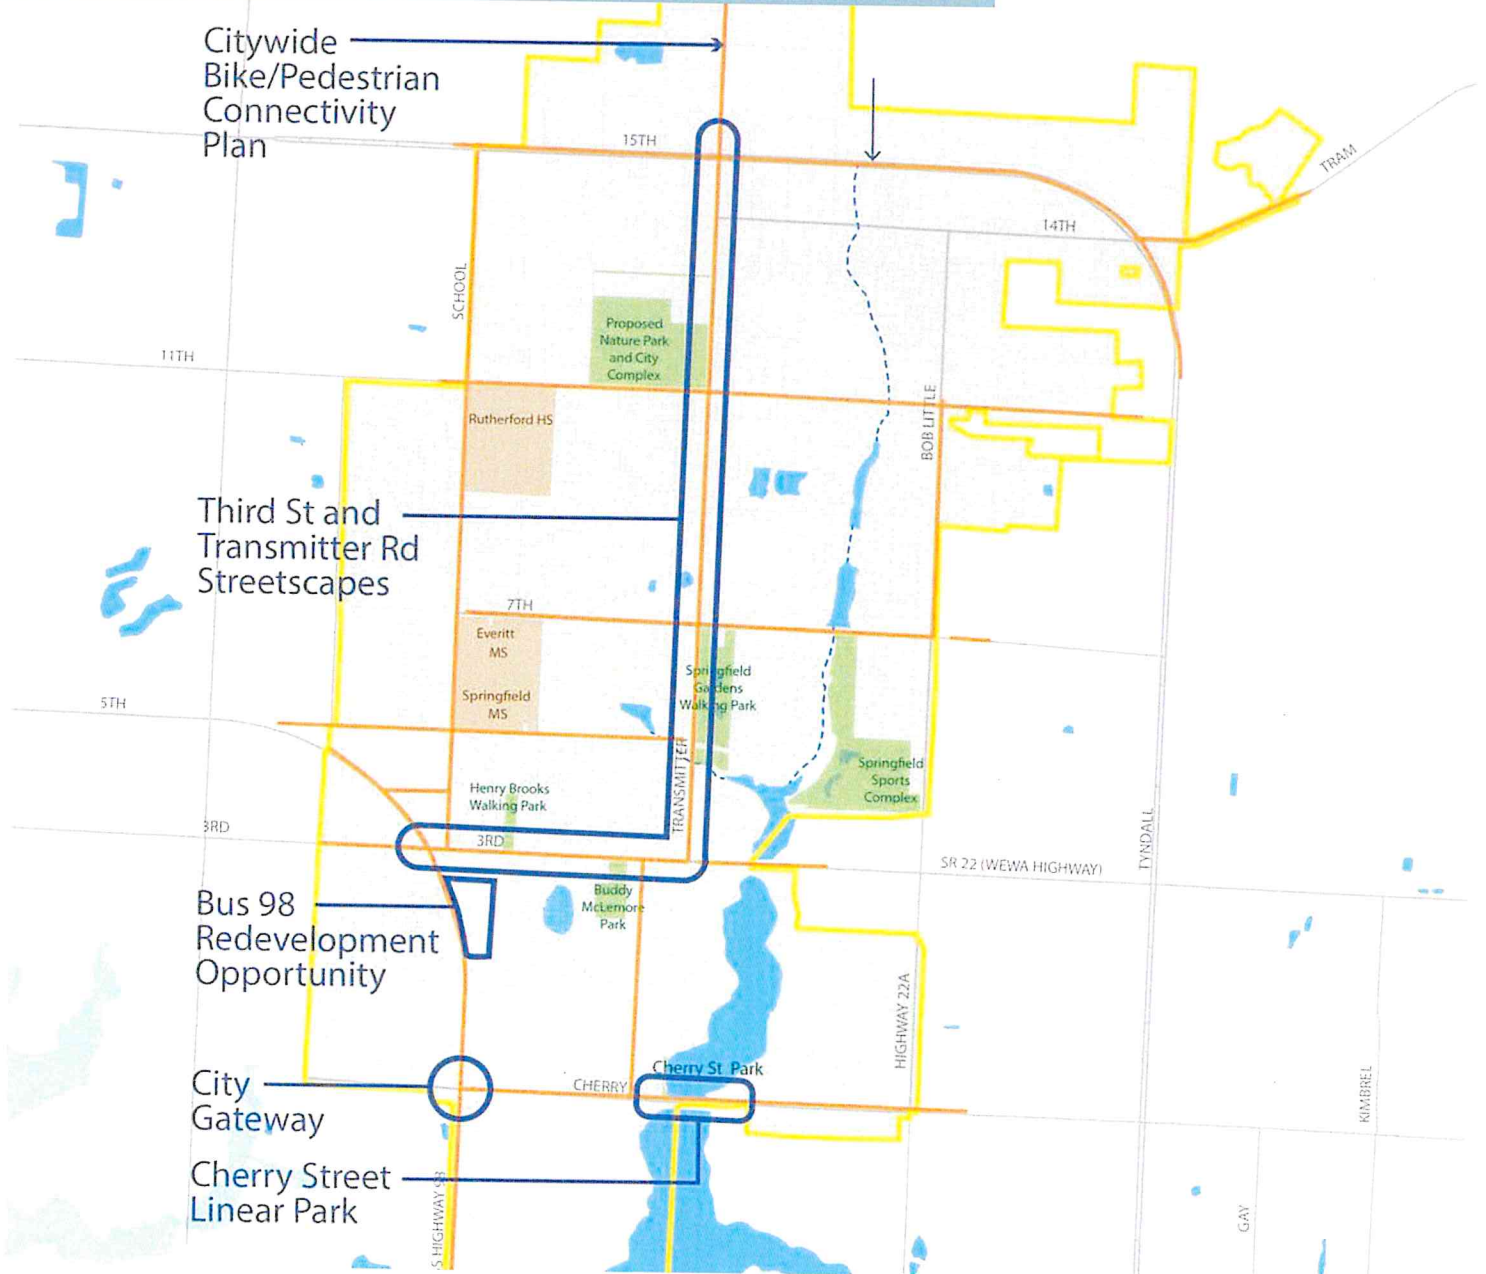 Citywide
Bike/Pedestrian
Connectivity
Plan
15TH
TRAM
14TH
SCHOOL
Proposed
Nature Park
and City
Complex
11TH
Rutherford HS
BOB LITTLE
Third St and
Transmitter Rd
Streetscapes
7TH
Everitt
MS
Springfield
MS
Springfield
Gardens
Walking Park
5TH
TRANSMITTER
Springfield
Sports
Complex
Henry Brooks
Walking Park
3RD
3RD
TYNDALL
SR 22 (WEWA HIGHWAY)
Buddy
McLemore
Park
Bus 98
Redevelopment
Opportunity
HIGHWAY 22A
Cherry St Park
CHERRY
City
Gateway
KIMBREL
Cherry Street
Linear Park
S HIGHWAY 98
GAY